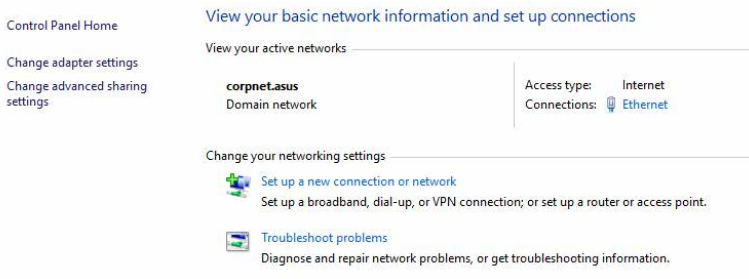 Control Panel Home
Change adapter settings
Change advanced sharing
settings
View your basic network information and set up connections
View your active networks
corpnet.asus
Domain network
Access type: Internet
Connections: Ethernet
Change your networking settings
Set up a new connection or network
Set up a broadband, dial-up, or VPN connection; or set up a router or access point.
Troubleshoot problems
Diagnose and repair network problems, or get troubleshooting information.